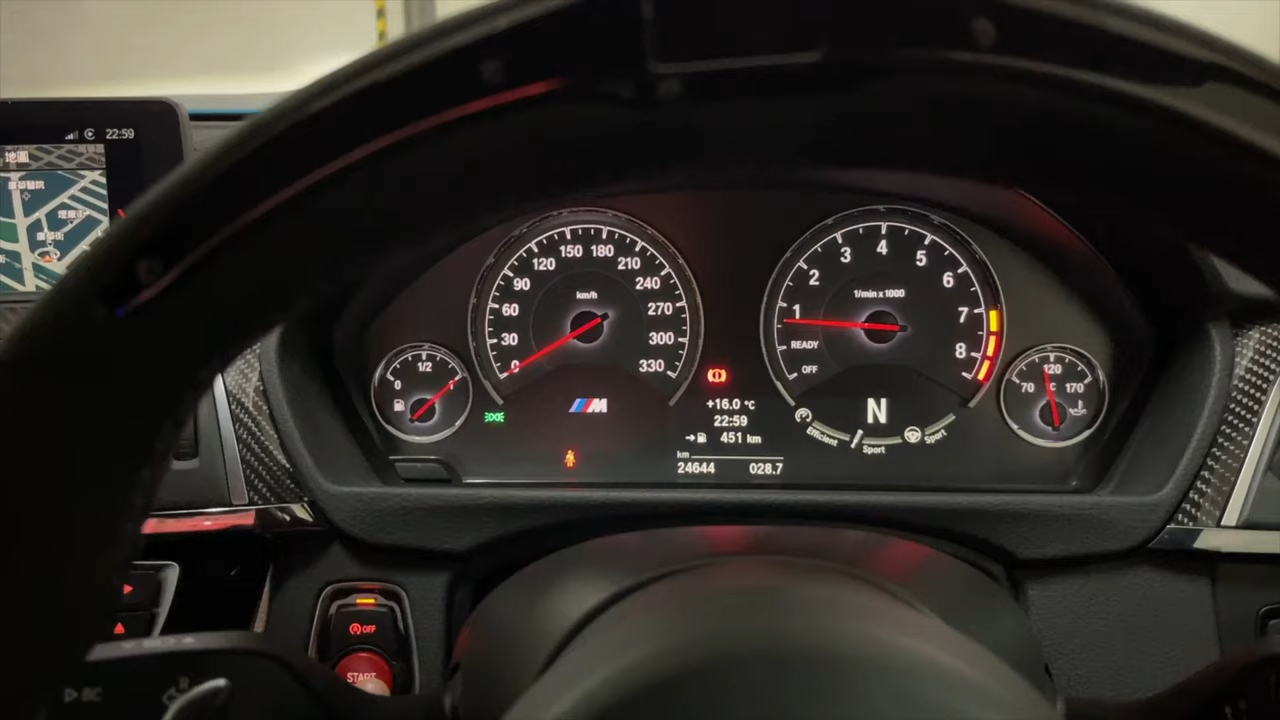 22:59
地圖
30
60
90
120
150
180
210
240
270
300
330
0
km/h
0
1/2
1
M
1
2
3
4
5
6
7
8
1/min x 1000
READY
OFF
70
120
170
°C
+16.0 °C
22:59
451 km
km
24644 028.7
N
Efficient
Sport
Sport
OFF
START
BC